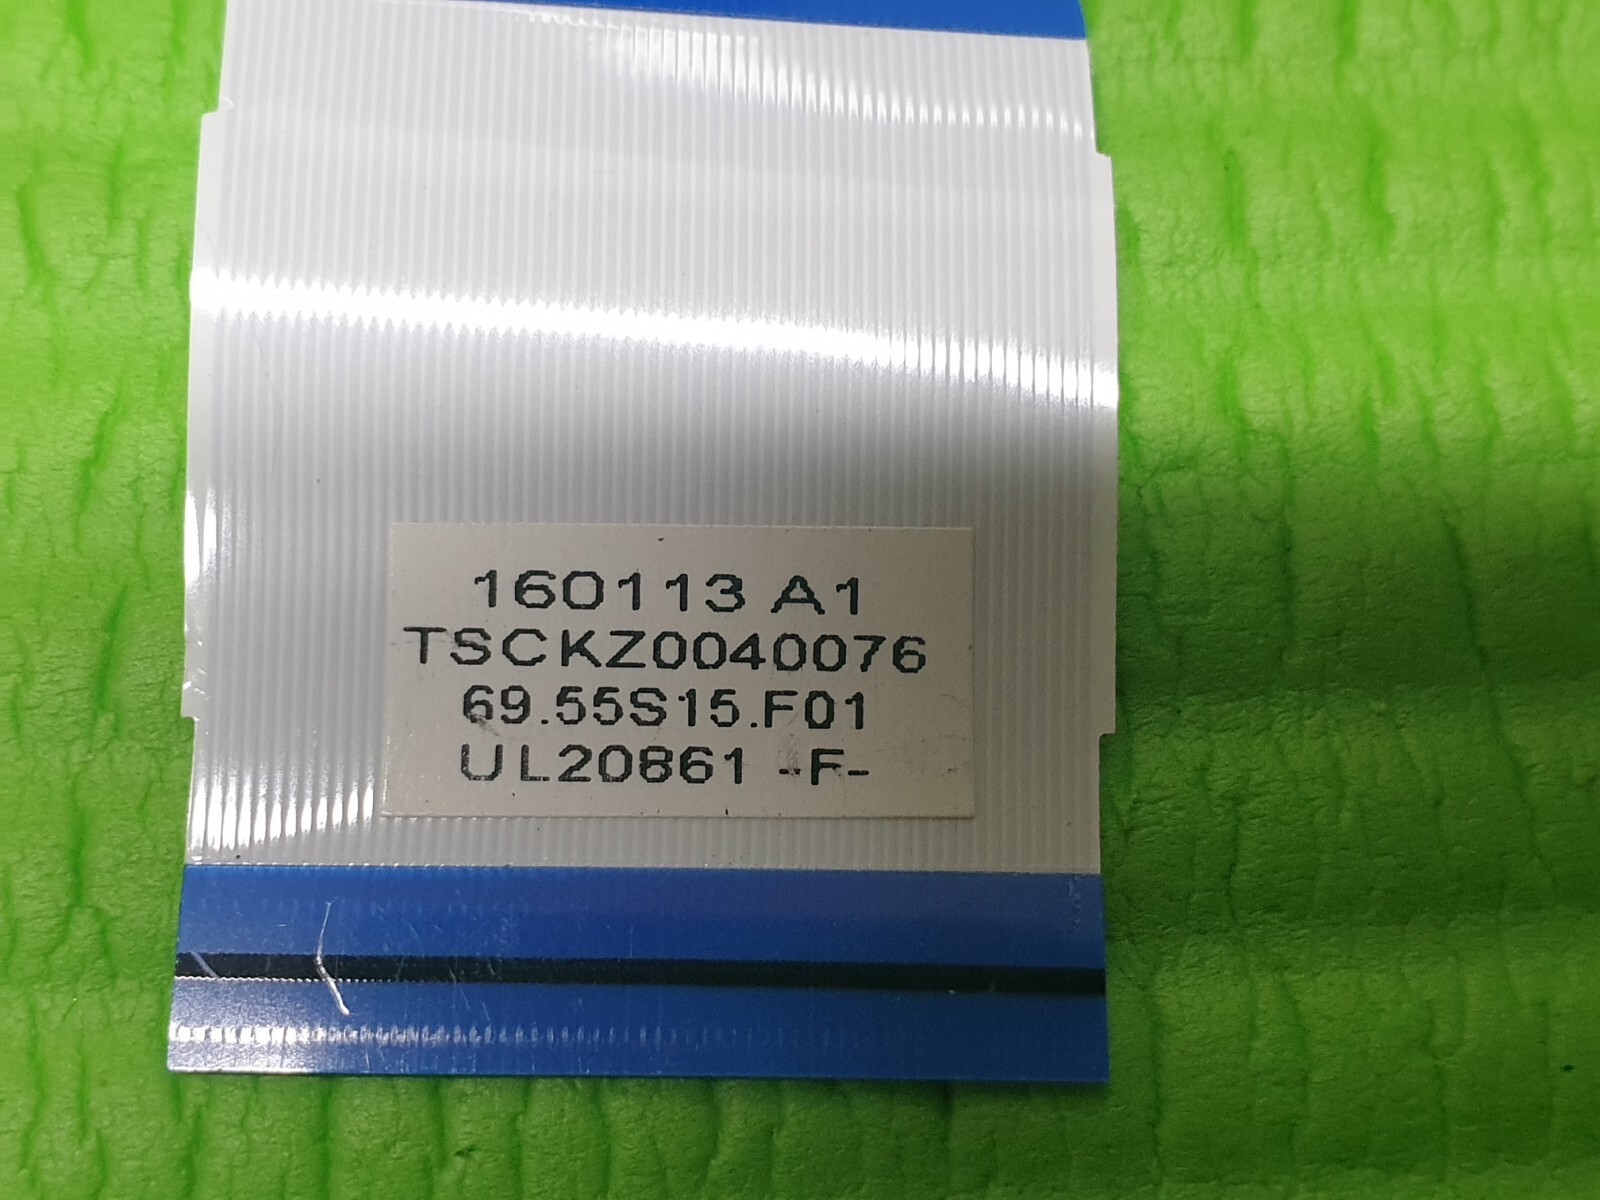 160113 A1
TSCKZ0040076
69.55S15.F01
UL20861 -F-